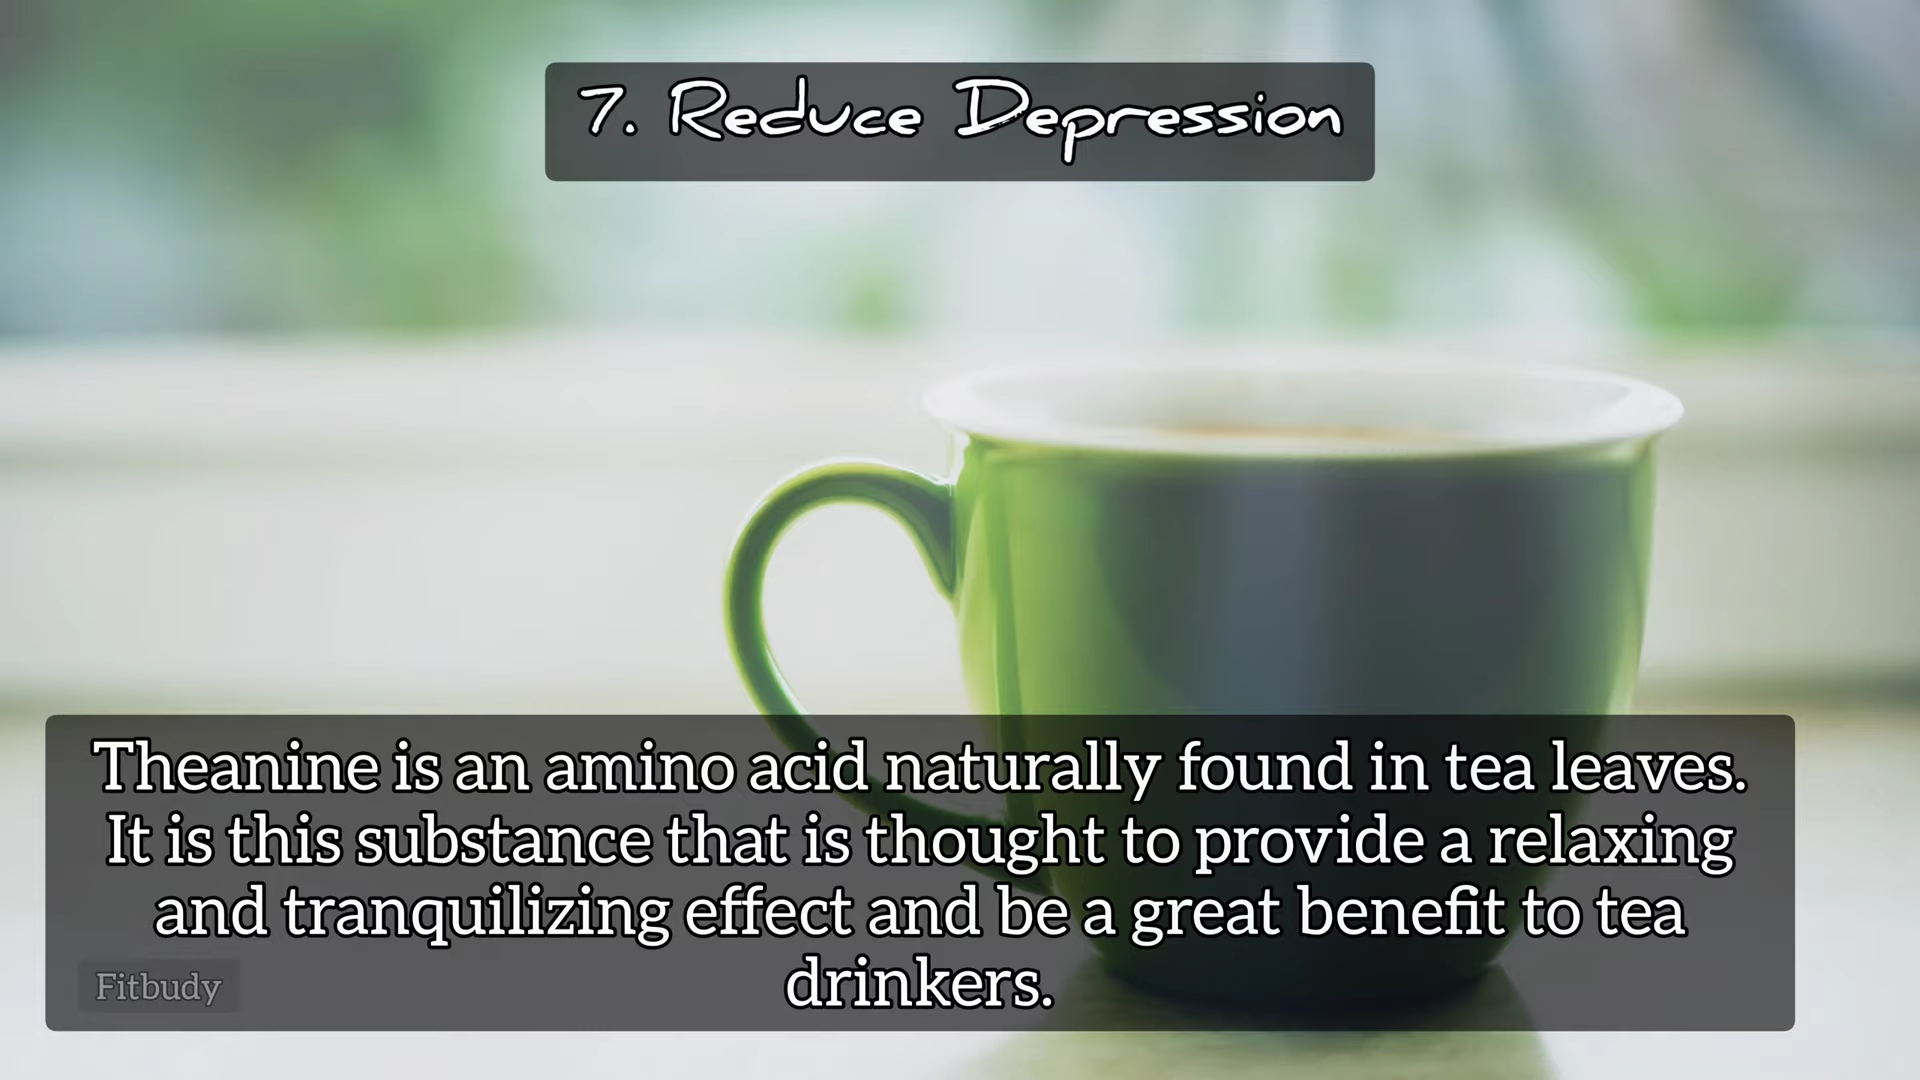 7. Reduce Depression
Theanine is an amino acid naturally found in tea leaves.
It is this substance that is thought to provide a relaxing
and tranquilizing effect and be a great benefit to tea
drinkers.
Fitbudy